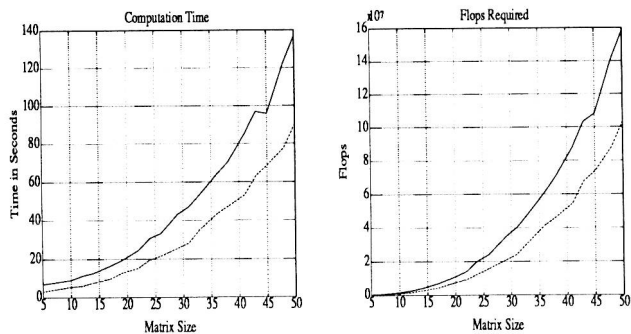 Computation Time
140
120
100
80
60
40
20
0
5 10 15 20 25 30 35 40 45 50
Time in Seconds
Matrix Size
Flops Required
x10⁷
16
14
12
10
8
6
4
2
0
5 10 15 20 25 30 35 40 45 50
Flops
Matrix Size